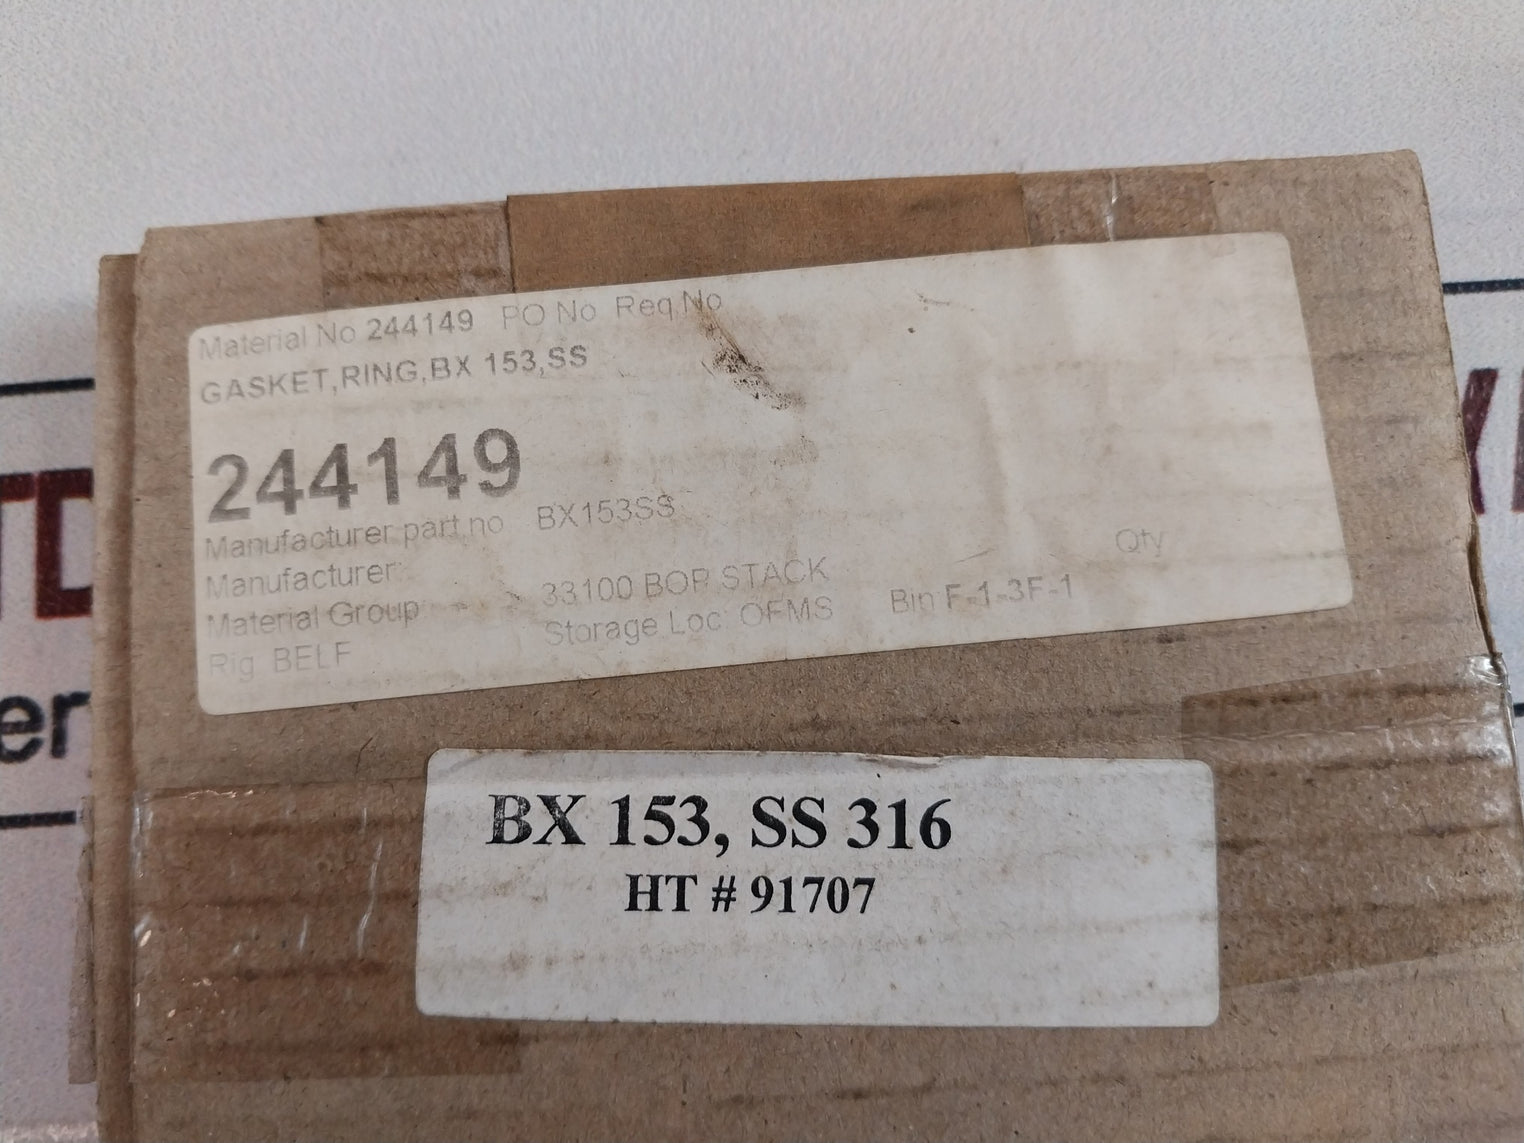 Material No 244149 PO No Req No
GASKET,RING,BX 153,SS
244149
Manufacturer part no BX153SS
Manufacturer
Qty
Material Group 33100 BOP STACK
Rig BELF Storage Loc OFMS Bin F-1-3F-1
BX 153, SS 316
HT # 91707
TD
er